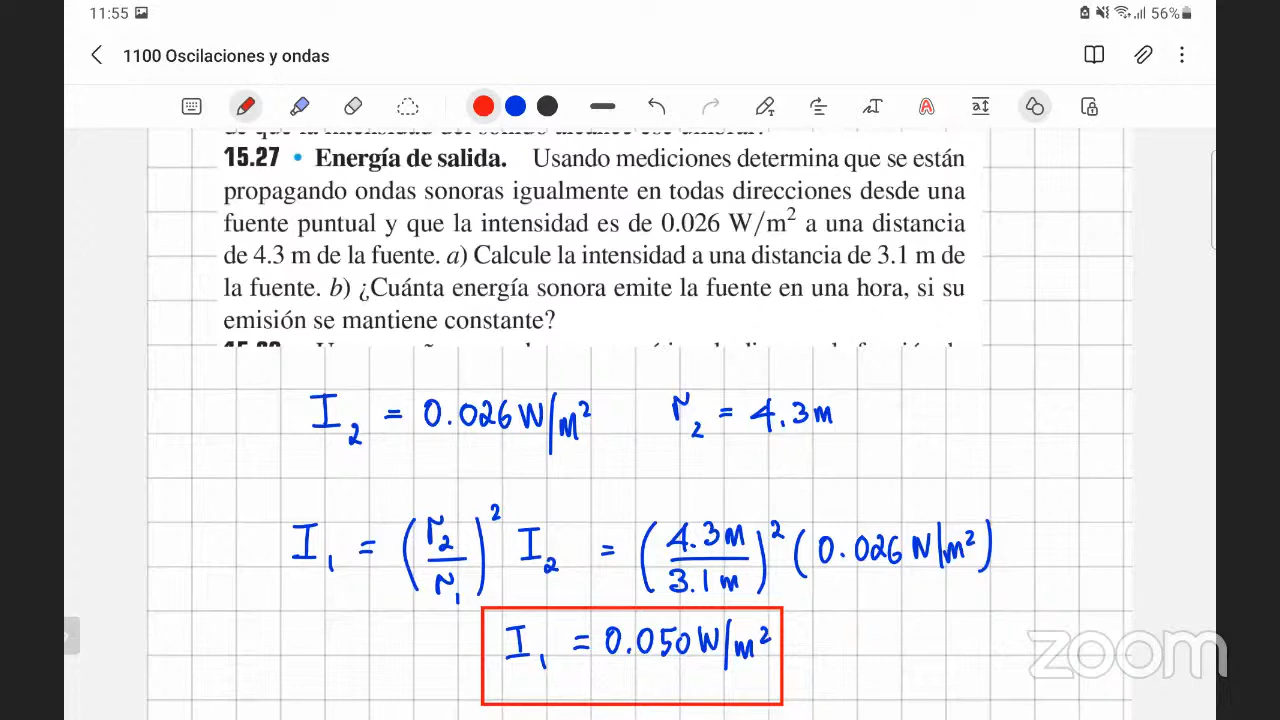 11:55 56%
1100 Oscilaciones y ondas
15.27 • Energía de salida. Usando mediciones determina que se están
propagando ondas sonoras igualmente en todas direcciones desde una
fuente puntual y que la intensidad es de 0.026 W/m² a una distancia
de 4.3 m de la fuente. a) Calcule la intensidad a una distancia de 3.1 m de
la fuente. b) ¿Cuánta energía sonora emite la fuente en una hora, si su
emisión se mantiene constante?
I₂ = 0.026 W/m² r₂ = 4.3 m
I₁ = (r₂/r₁)² I₂ = (4.3 m/3.1 m)² (0.026 W/m²)
I₁ = 0.050 W/m²
zoom